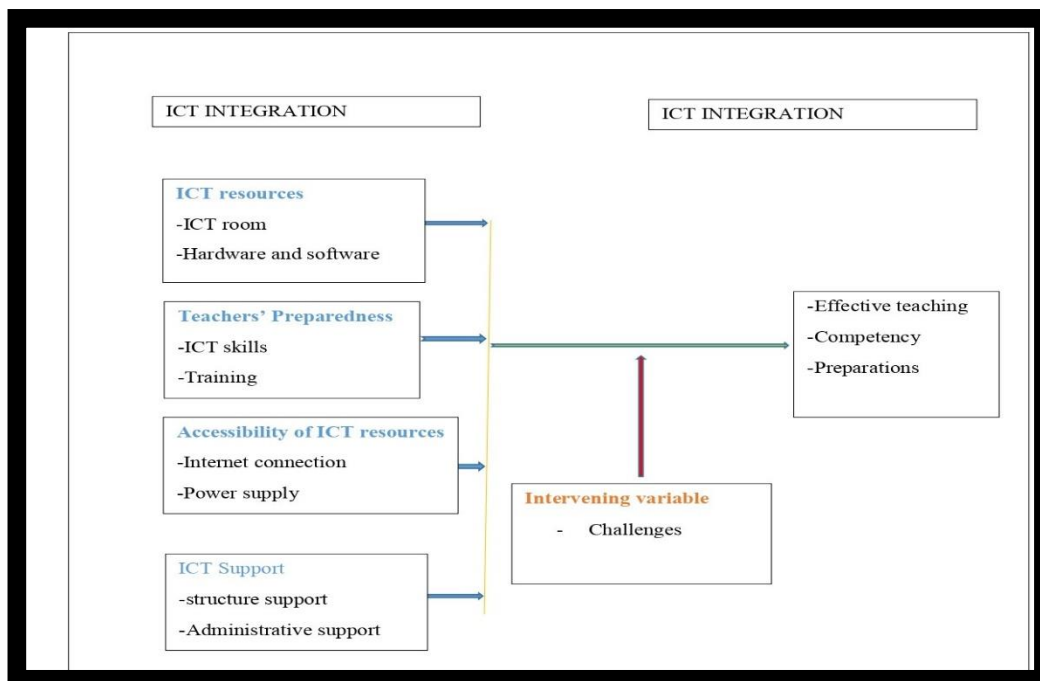 ICT INTEGRATION
ICT INTEGRATION
ICT resources
-ICT room
-Hardware and software
Teachers' Preparedness
-ICT skills
-Training
Accessibility of ICT resources
-Internet connection
-Power supply
ICT Support
-structure support
-Administrative support
Intervening variable
- Challenges
-Effective teaching
-Competency
-Preparations